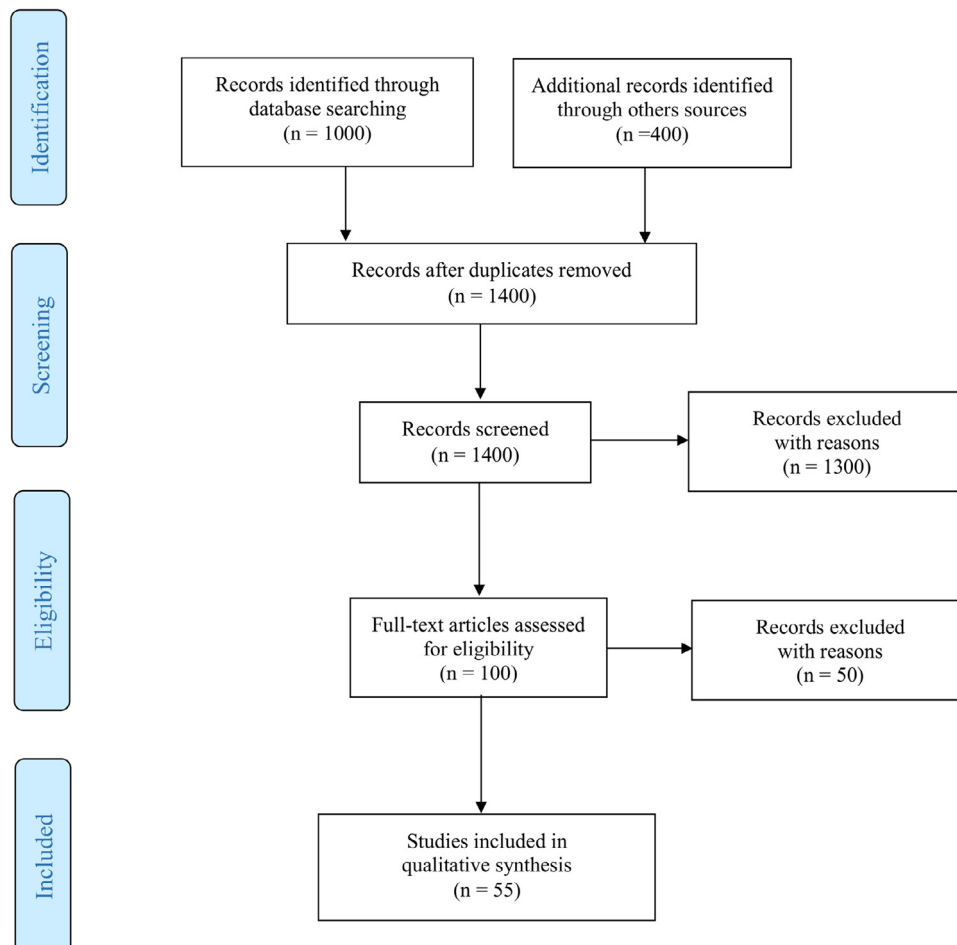 Identification
Records identified through
database searching
(n = 1000)
Additional records identified
through others sources
(n =400)
Screening
Records after duplicates removed
(n = 1400)
Records screened
(n = 1400)
Records excluded
with reasons
(n = 1300)
Eligibility
Full-text articles assessed
for eligibility
(n = 100)
Records excluded
with reasons
(n = 50)
Included
Studies included in
qualitative synthesis
(n = 55)